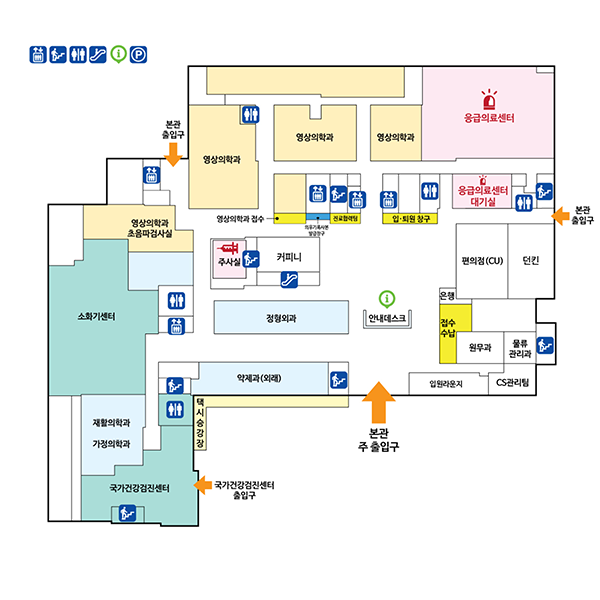 i
P
본관
출입구
영상의학과
영상의학과
영상의학과
응급의료센터
응급의료센터
대기실
본관
출입구
영상의학과 접수
의무기록사본
발급창구
진료협력팀
입·퇴원 창구
영상의학과
초음파검사실
주사실
커피니
편의점(CU)
던킨
은행
소화기센터
정형외과
i
안내데스크
접수
수납
원무과
물류
관리과
약제과(외래)
입원라운지
CS관리팀
택시승강장
본관
주 출입구
재활의학과
가정의학과
국가건강검진센터
국가건강검진센터
출입구